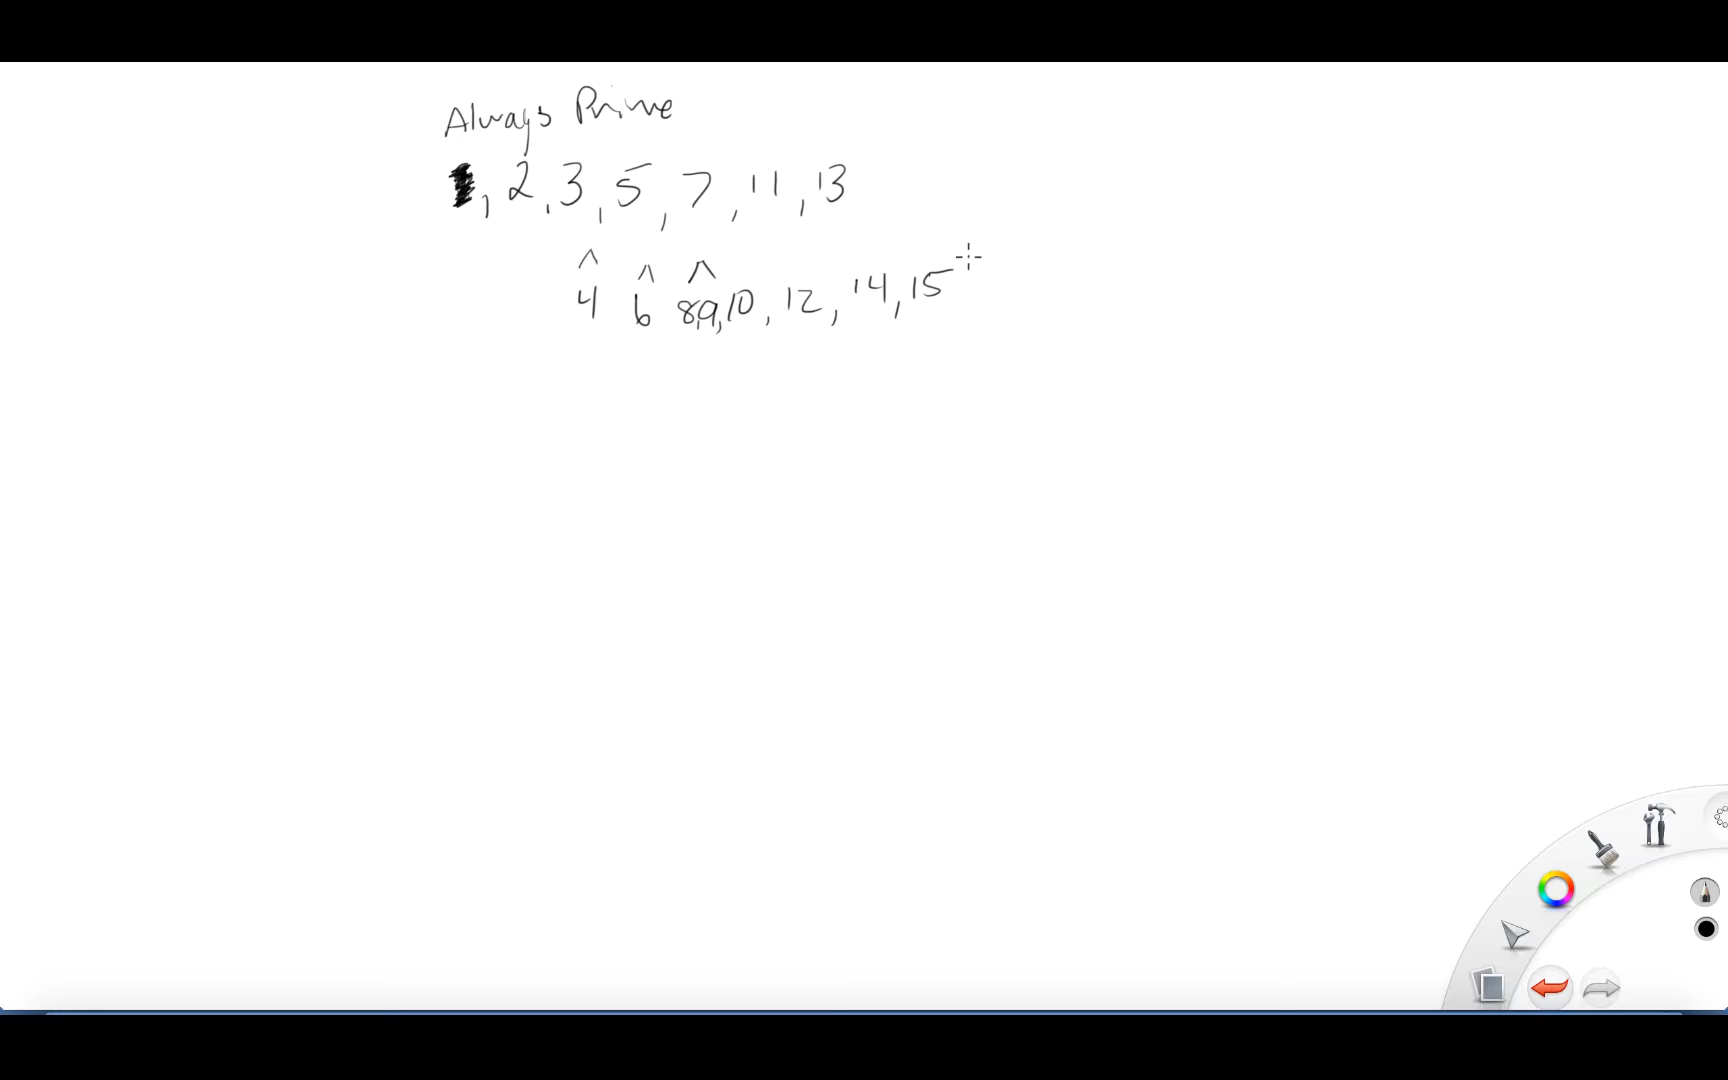 Always Prime
, 2, 3, 5, 7, 11, 13
^ ^ ^
4 6 8,9,10, 12, 14, 15